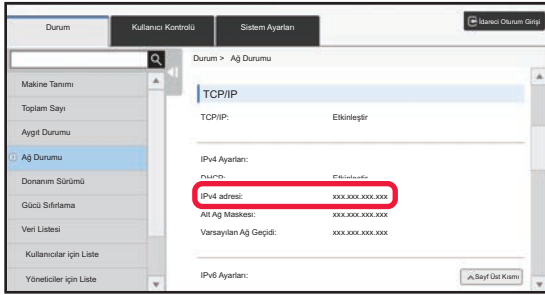 Durum
Kullanıcı Kontrolü
Sistem Ayarları
İdareci Oturum Girişi
Durum > Ağ Durumu
Makine Tanımı
Toplam Sayı
Aygıt Durumu
Ağ Durumu
Donanım Sürümü
Gücü Sıfırlama
Veri Listesi
Kullanıcılar için Liste
Yöneticiler için Liste
TCP/IP
TCP/IP: Etkinleştir
IPv4 Ayarları:
DHCP: Etkinleştir
IPv4 adresi: xxx.xxx.xxx.xxx
Alt Ağ Maskesi: xxx.xxx.xxx.xxx
Varsayılan Ağ Geçidi: xxx.xxx.xxx.xxx
IPv6 Ayarları:
Sayf Üst Kısmı